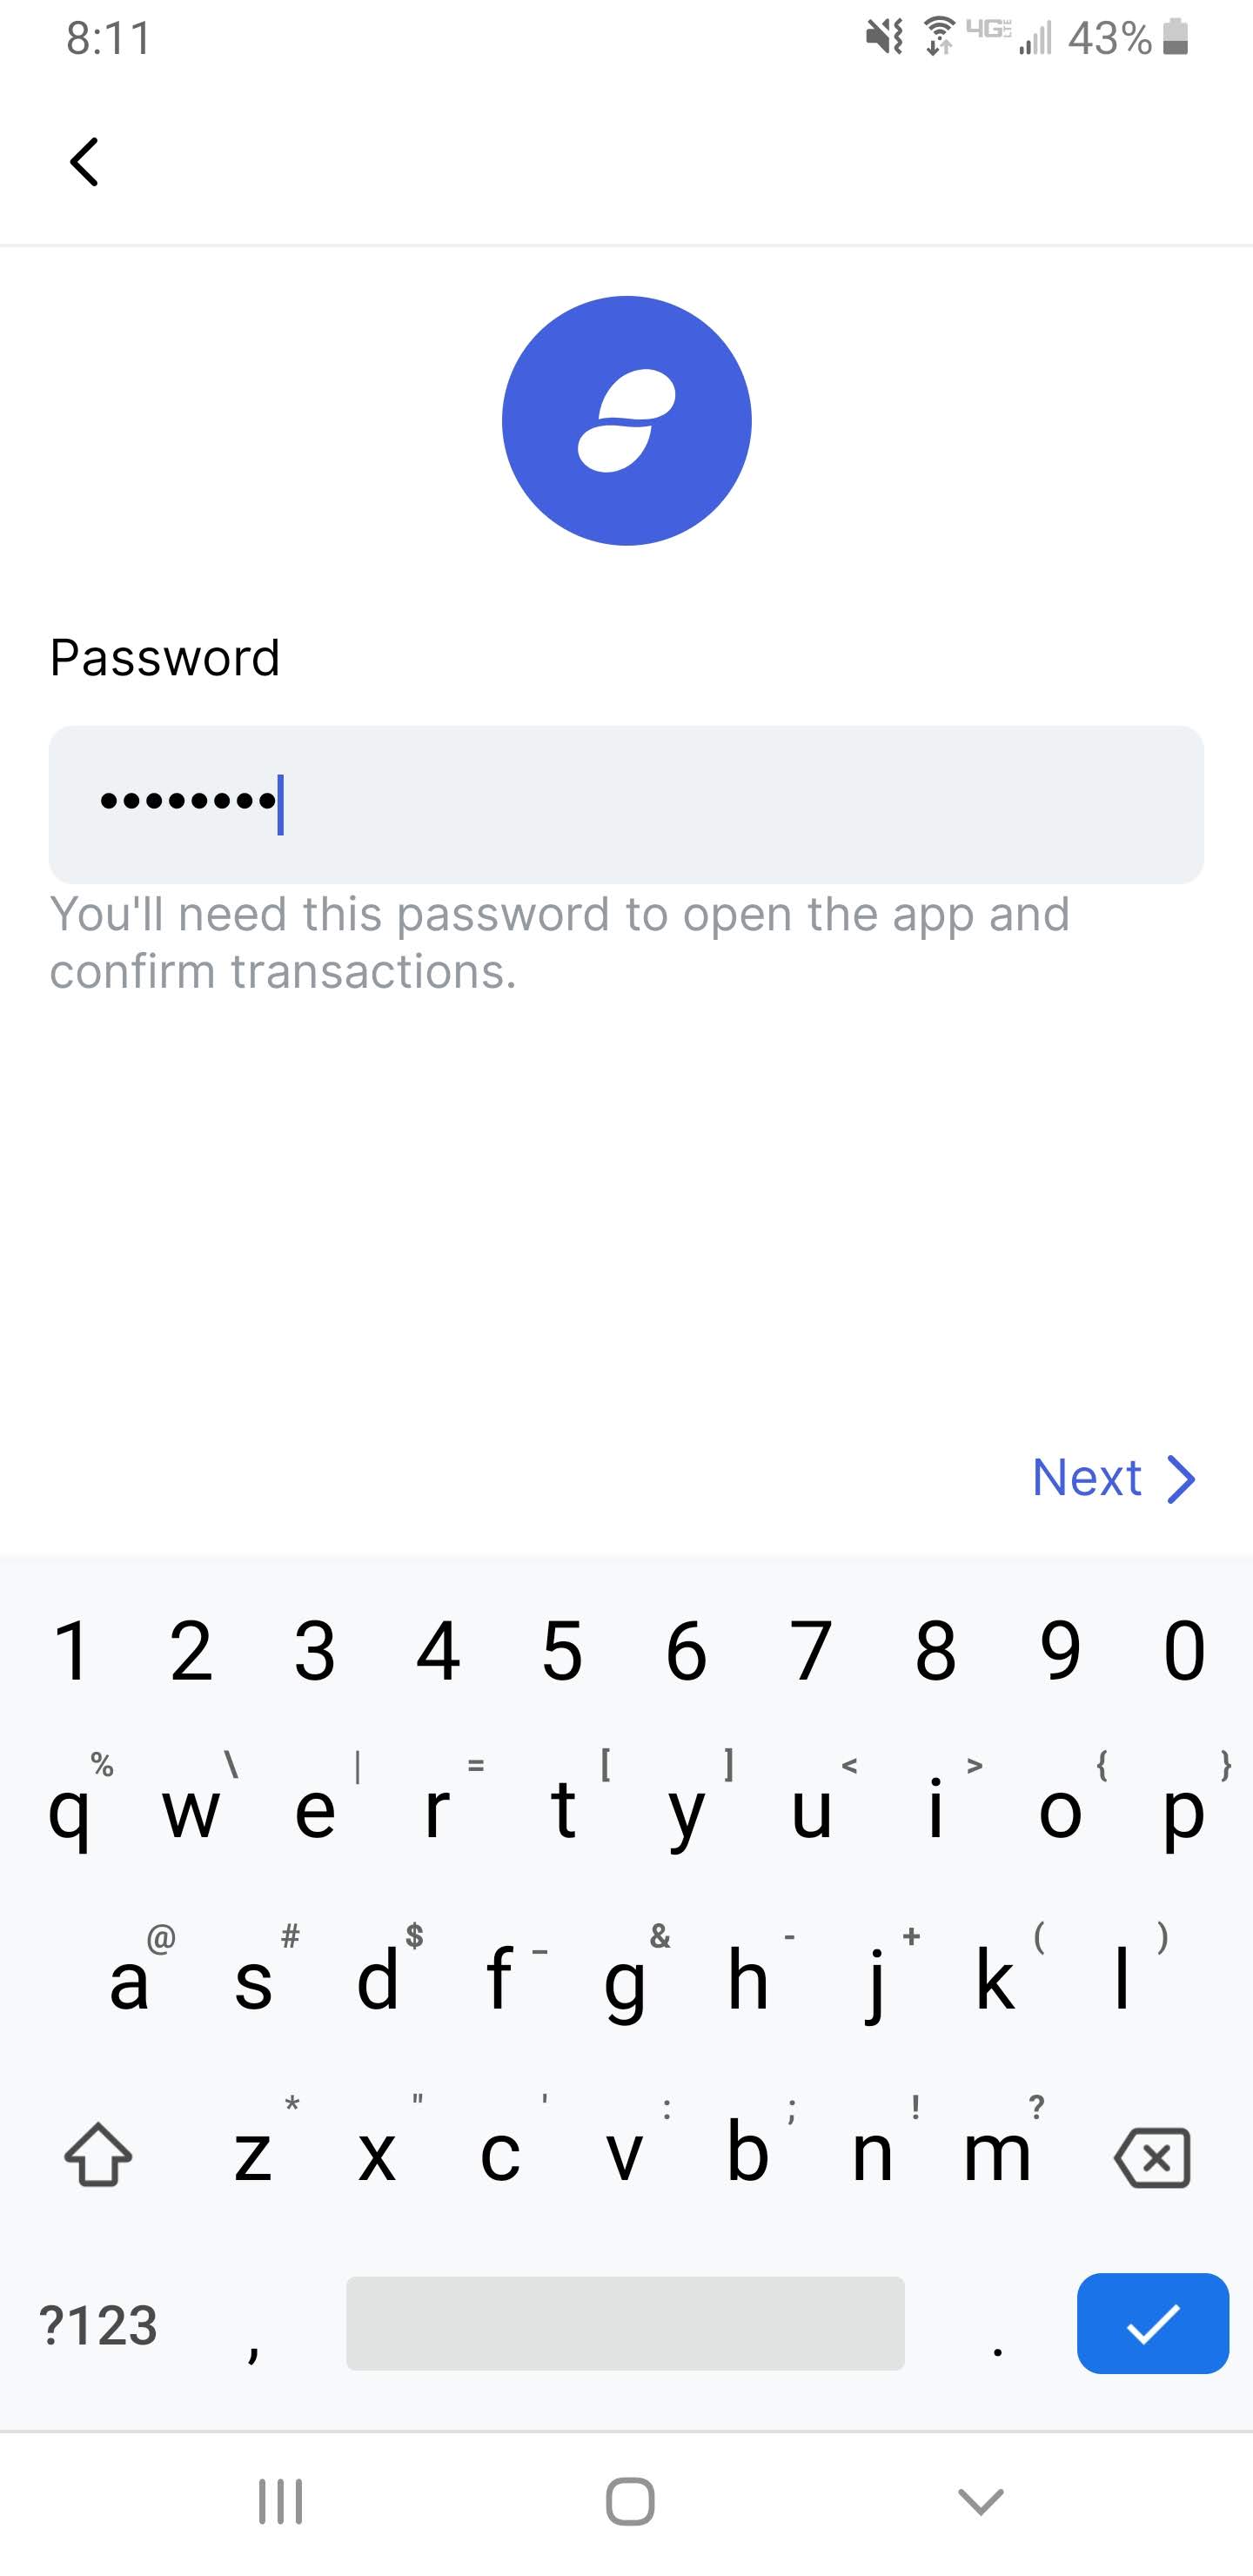 8:11 4G LTE 43%
Password
••••••••
You'll need this password to open the app and
confirm transactions.
Next
1 2 3 4 5 6 7 8 9 0
% \ | = [ ] < > { }
q w e r t y u i o p
@ # $ _ & - + ( )
a s d f g h j k l
* " ' : ; ! ?
z x c v b n m
?123 , .